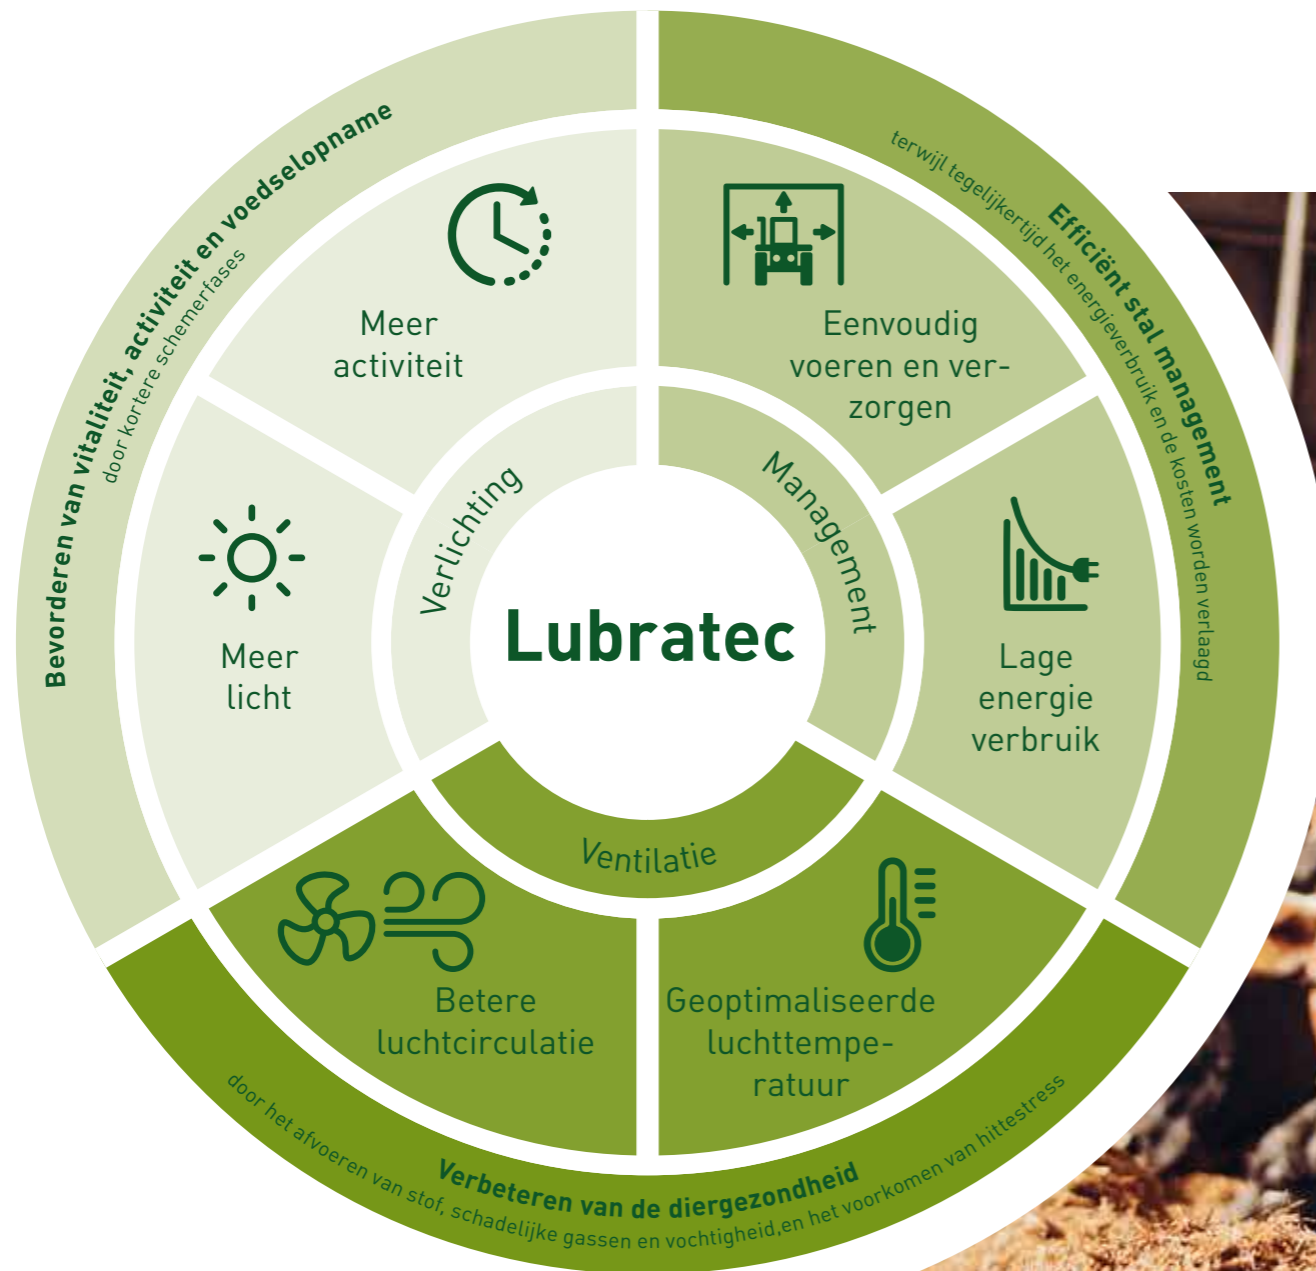 Bevorderen van vitaliteit, activiteit en voedselopname
door kortere schemerfases
terwijl tegelijkertijd het energieverbruik en de kosten worden verlaagd
Efficiënt stal management
Meer
activiteit
Eenvoudig
voeren en ver-
zorgen
Verlichting
Management
Lubratec
Meer
licht
Lage
energie
verbruik
Ventilatie
Betere
luchtcirculatie
Geoptimaliseerde
luchttempe-
ratuur
Verbeteren van de diergezondheid
door het afvoeren van stof, schadelijke gassen en vochtigheid,en het voorkomen van hittestress